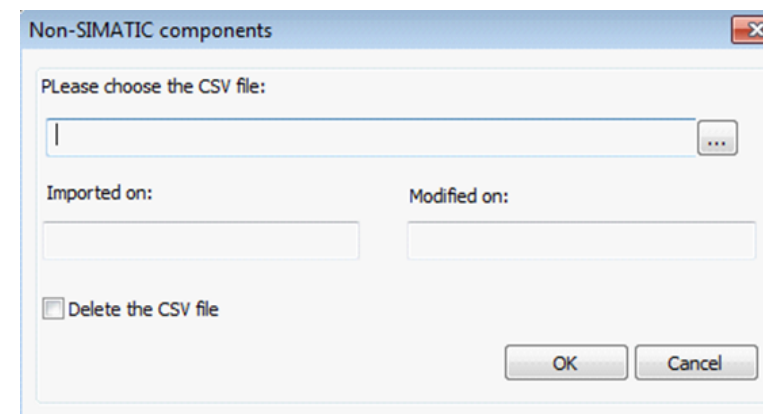 Non-SIMATIC components
PLease choose the CSV file:
...
Imported on:
Modified on:
Delete the CSV file
OK
Cancel